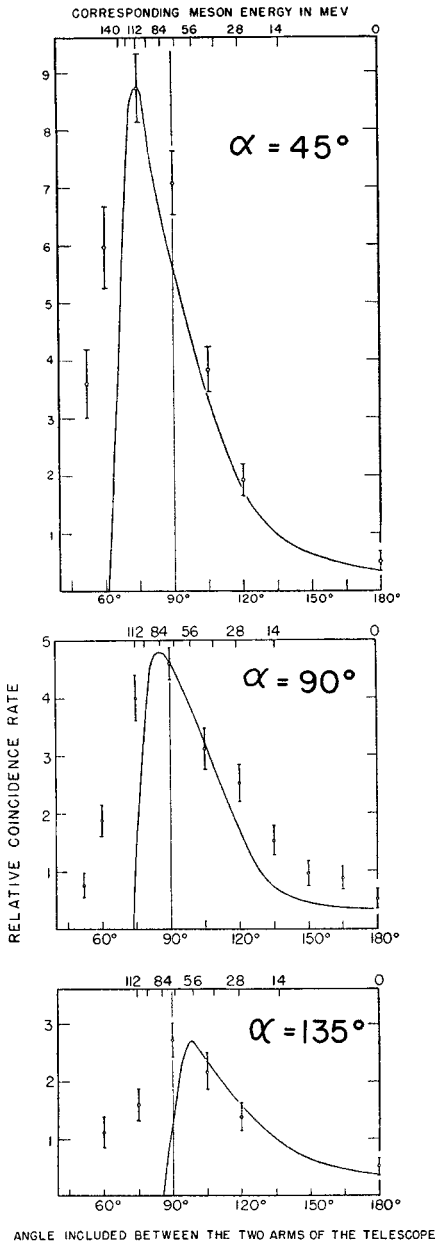 CORRESPONDING MESON ENERGY IN MEV
140 112 84 56 28 14 0
α = 45°
9
8
7
6
5
4
3
2
1
60° 90° 120° 150° 180°
112 84 56 28 14 0
α = 90°
5
4
3
2
1
60° 90° 120° 150° 180°
RELATIVE COINCIDENCE RATE
112 84 56 28 14 0
α = 135°
3
2
1
60° 90° 120° 150° 180°
ANGLE INCLUDED BETWEEN THE TWO ARMS OF THE TELESCOPE